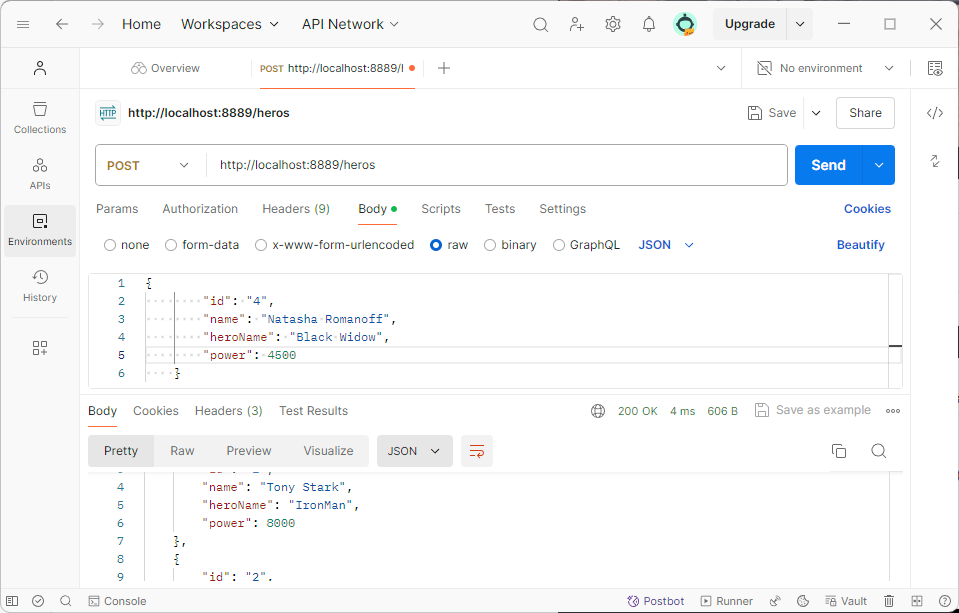 Home Workspaces API Network Upgrade
Overview POST http://localhost:8889/l No environment
HTTP http://localhost:8889/heros Save Share
Collections
POST http://localhost:8889/heros Send
APIs
Params Authorization Headers (9) Body Scripts Tests Settings Cookies
Environments
none form-data x-www-form-urlencoded raw binary GraphQL JSON Beautify
History
1 {
2 "id": "4",
3 "name": "Natasha Romanoff",
4 "heroName": "Black Widow",
5 "power": 4500
6 }
Body Cookies Headers (3) Test Results 200 OK 4 ms 606 B Save as example
Pretty Raw Preview Visualize JSON
4 "name": "Tony Stark",
5 "heroName": "IronMan",
6 "power": 8000
7 },
8 {
9 "id": "2",
Console Postbot Runner Vault